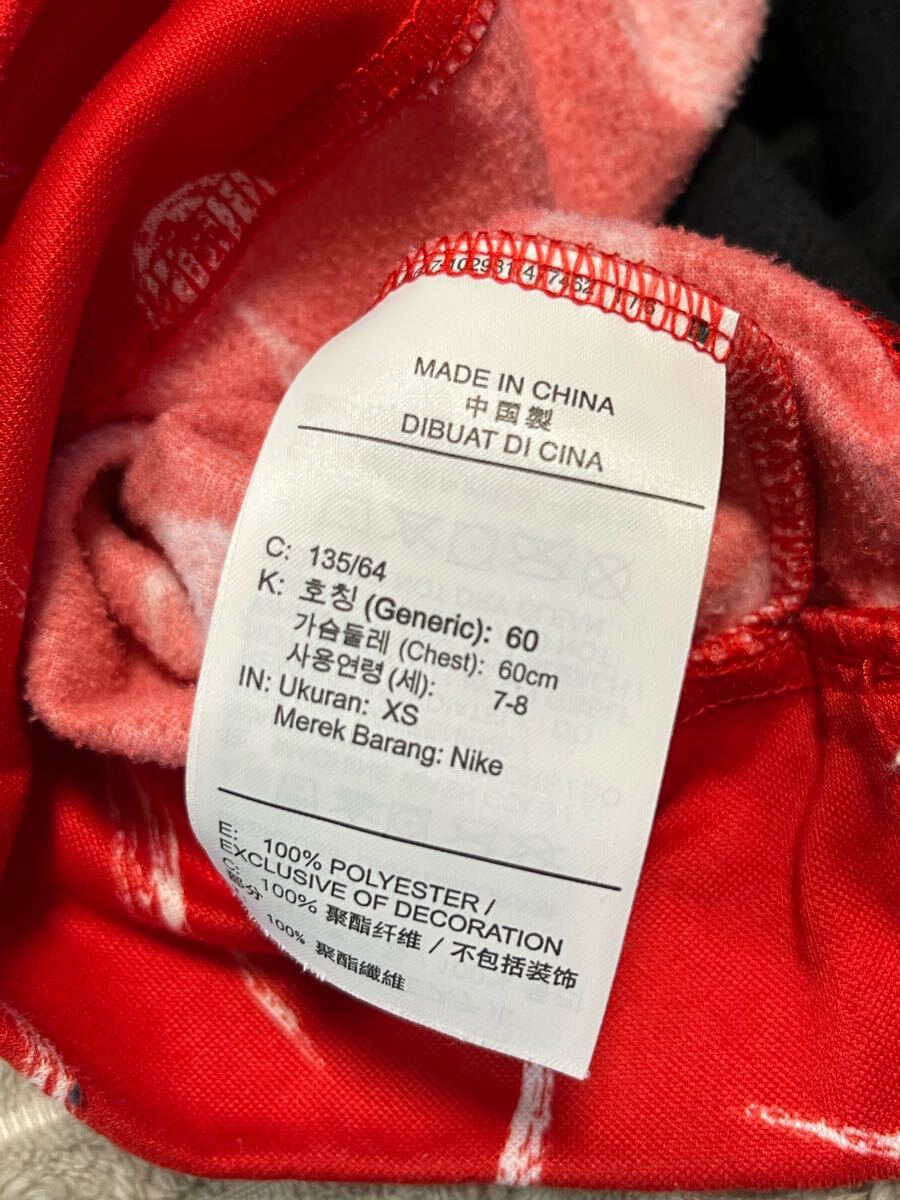 MADE IN CHINA
中国製
DIBUAT DI CINA
C: 135/64
K: 호칭 (Generic): 60
가슴둘레 (Chest): 60cm
사용연령 (세): 7-8
IN: Ukuran: XS
Merek Barang: Nike
E: 100% POLYESTER /
EXCLUSIVE OF DECORATION
C: 100% 聚酯纤维 / 不包括装饰
部分
100% 聚酯纖維